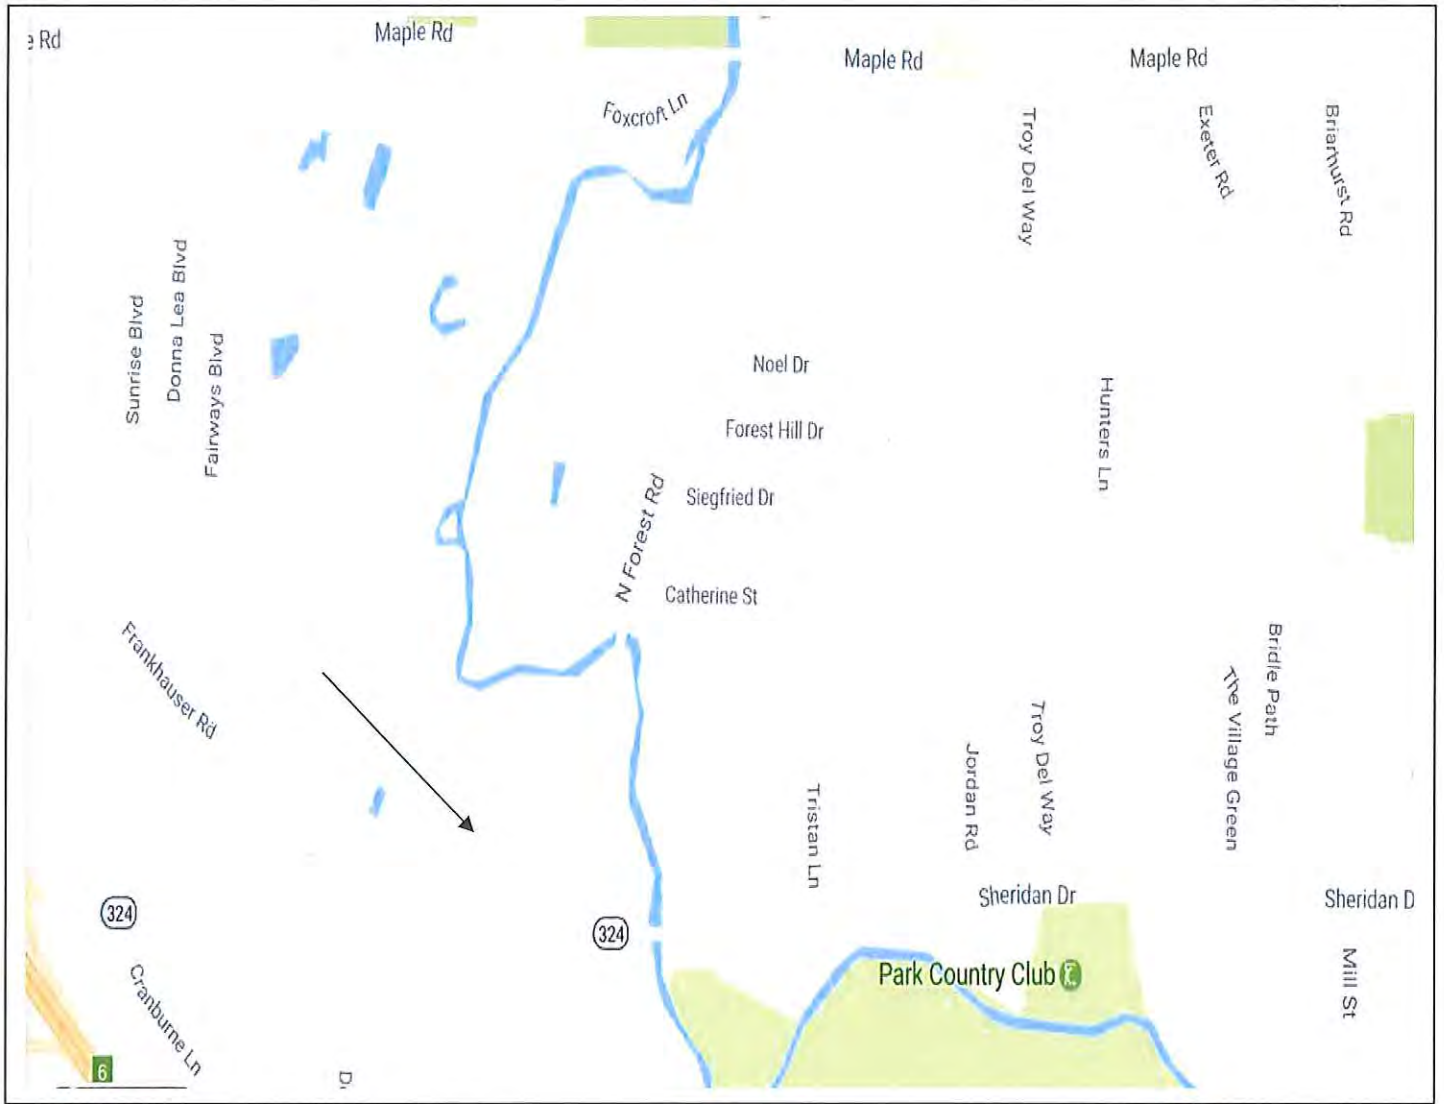 e Rd
Maple Rd
Maple Rd
Maple Rd
Foxcroft Ln
Troy Del Way
Exeter Rd
Briarhurst Rd
Sunrise Blvd
Donna Lea Blvd
Fairways Blvd
Noel Dr
Forest Hill Dr
Hunters Ln
Siegfried Dr
N Forest Rd
Catherine St
Frankhauser Rd
Bridle Path
The Village Green
Troy Del Way
Jordan Rd
Tristan Ln
Sheridan Dr
Sheridan D
324
324
Park Country Club
Mill St
Cranburne Ln
6
D